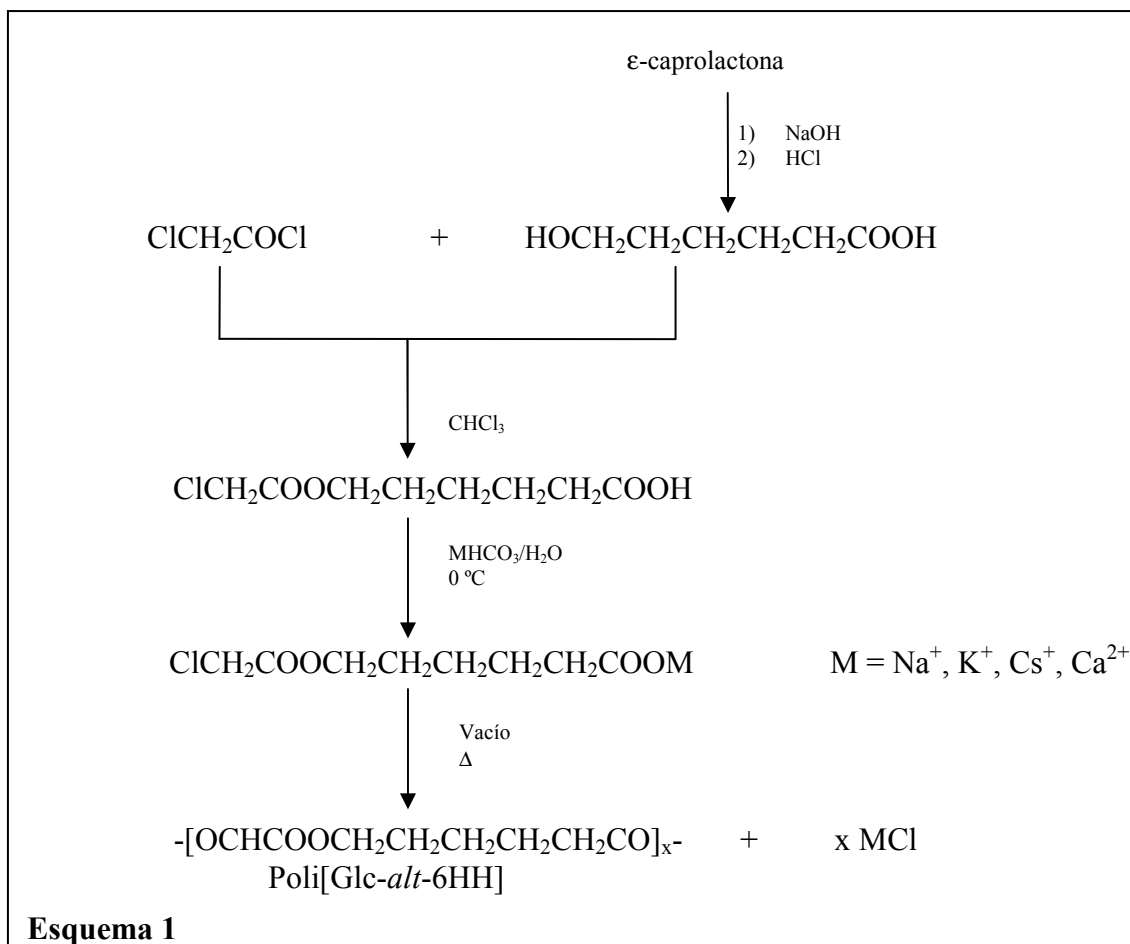 ε-caprolactona
1) NaOH
2) HCl
ClCH₂COCl + HOCH₂CH₂CH₂CH₂CH₂COOH
CHCl₃
ClCH₂COOCH₂CH₂CH₂CH₂CH₂COOH
MHCO₃/H₂O
0 ºC
ClCH₂COOCH₂CH₂CH₂CH₂CH₂COOM M = Na⁺, K⁺, Cs⁺, Ca²⁺
Vacío
Δ
-[OCHCOOCH₂CH₂CH₂CH₂CH₂CO]ₓ- + x MCl
Poli[Glc-alt-6HH]
Esquema 1